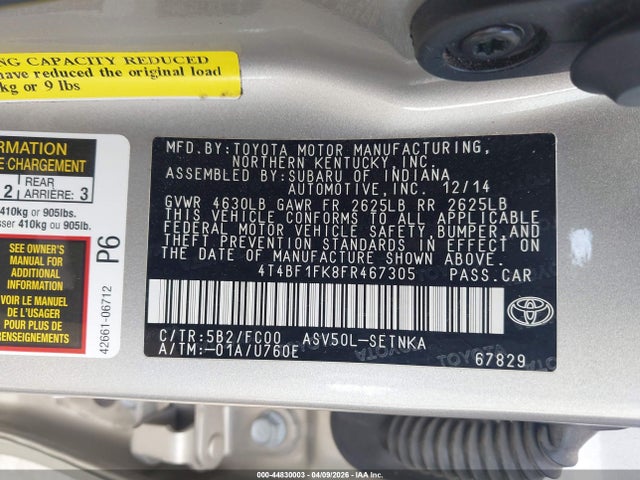 NG CAPACITY REDUCED
have reduced the original load
kg or 9 lbs
ORMATION
E CHARGEMENT
2 REAR ARRIÈRE: 3
410kg or 905lbs.
sser 410kg ou 905lbs.
SEE OWNER'S
MANUAL FOR
ADDITIONAL
INFORMATION
VOIR LE MANUEL
DE L'USAGER
POUR PLUS DE
RENSEIGNEMENTS
P6
42661-06712
MFD.BY:TOYOTA MOTOR MANUFACTURING,
NORTHERN KENTUCKY,INC.
ASSEMBLED BY:SUBARU OF INDIANA
AUTOMOTIVE,INC. 12/14
GVWR 4630LB GAWR FR 2625LB RR 2625LB
THIS VEHICLE CONFORMS TO ALL APPLICABLE
FEDERAL MOTOR VEHICLE SAFETY, BUMPER,
AND THEFT PREVENTION STANDARDS IN EFFECT ON
THE DATE OF MANUFACTURE SHOWN ABOVE.
4T4BF1FK8FR467305 PASS.CAR
C/TR:5B2/FC00 ASV50L-SETNKA
A/TM:-01A/U760E
67829
TOYOTA
000-44830003 04/09/2026 IAA, Inc.